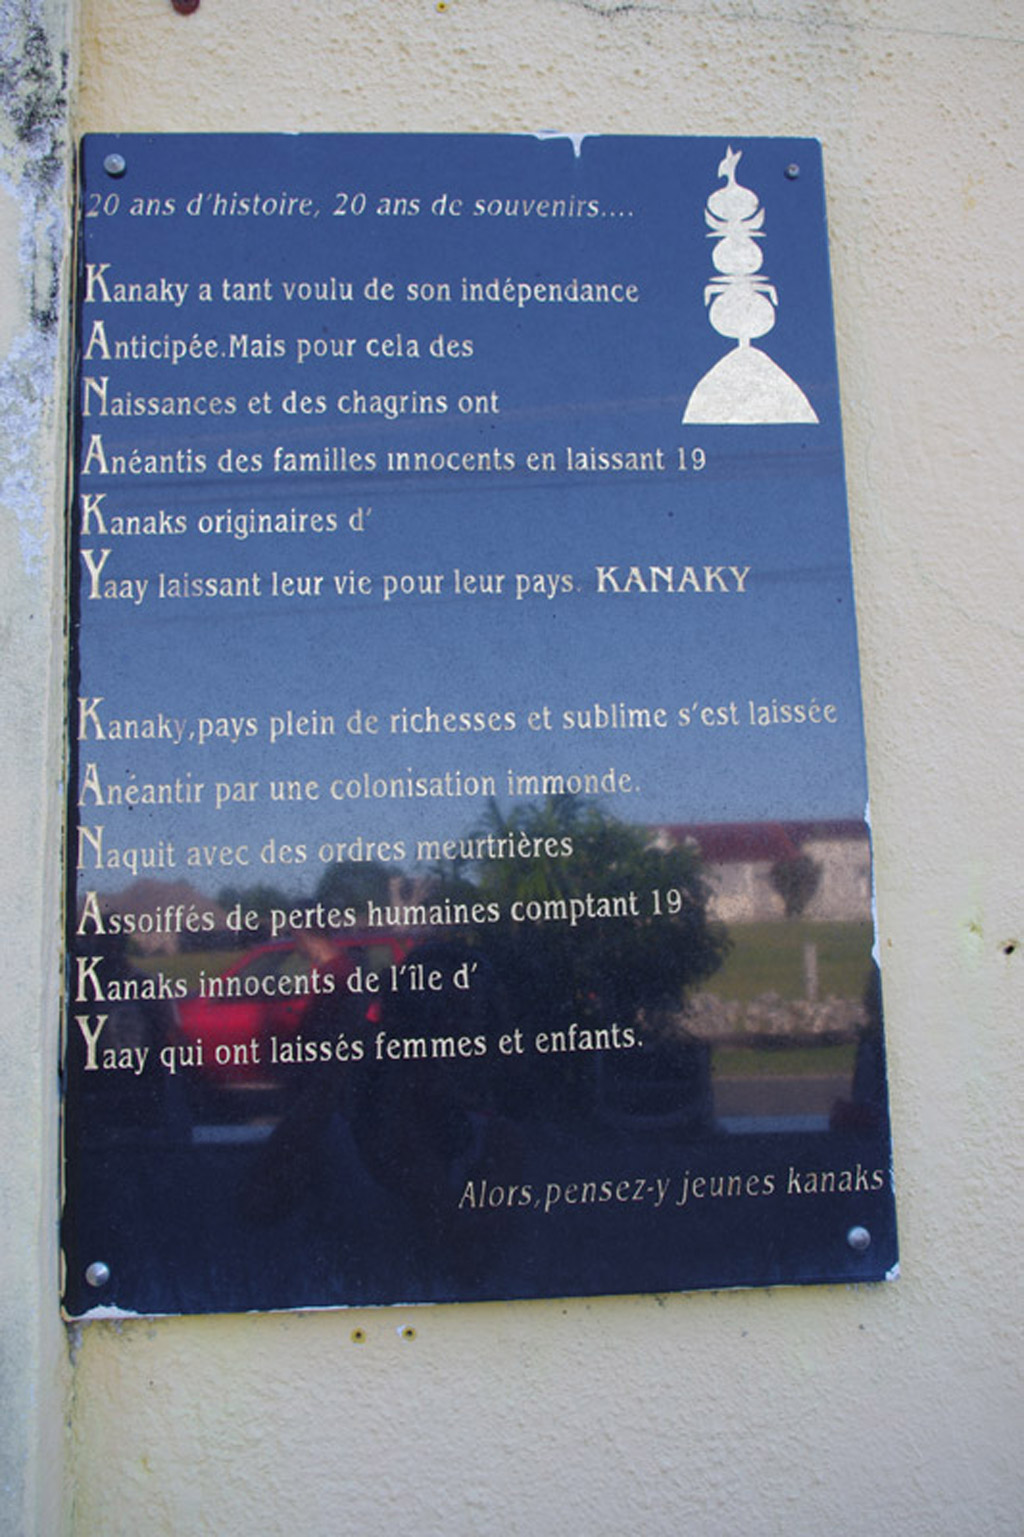 20 ans d'histoire, 20 ans de souvenirs....
Kanaky a tant voulu de son indépendance
Anticipée.Mais pour cela des
Naissances et des chagrins ont
Anéantis des familles innocents en laissant 19
Kanaks originaires d'
Yaay laissant leur vie pour leur pays. KANAKY
Kanaky,pays plein de richesses et sublime s'est laissée
Anéantir par une colonisation immonde.
Naquit avec des ordres meurtrières
Assoiffés de pertes humaines comptant 19
Kanaks innocents de l'île d'
Yaay qui ont laissés femmes et enfants.
Alors,pensez-y jeunes kanaks